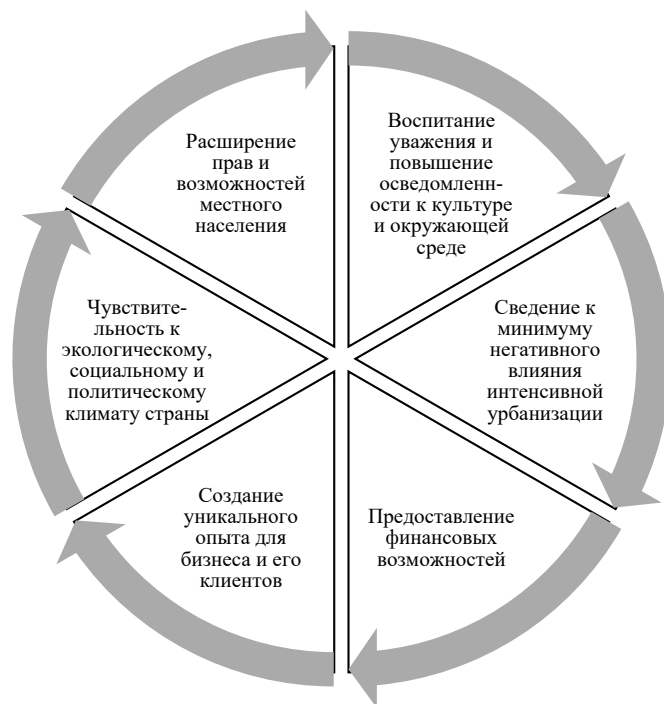 Расширение
прав и
возможностей
местного
населения
Воспитание
уважения и
повышение
осведомленн-
ости к культуре
и окружающей
среде
Сведение к
минимуму
негативного
влияния
интенсивной
урбанизации
Предоставление
финансовых
возможностей
Создание
уникального
опыта для
бизнеса и его
клиентов
Чувствите-
льность к
экологическому,
социальному и
политическому
климату страны